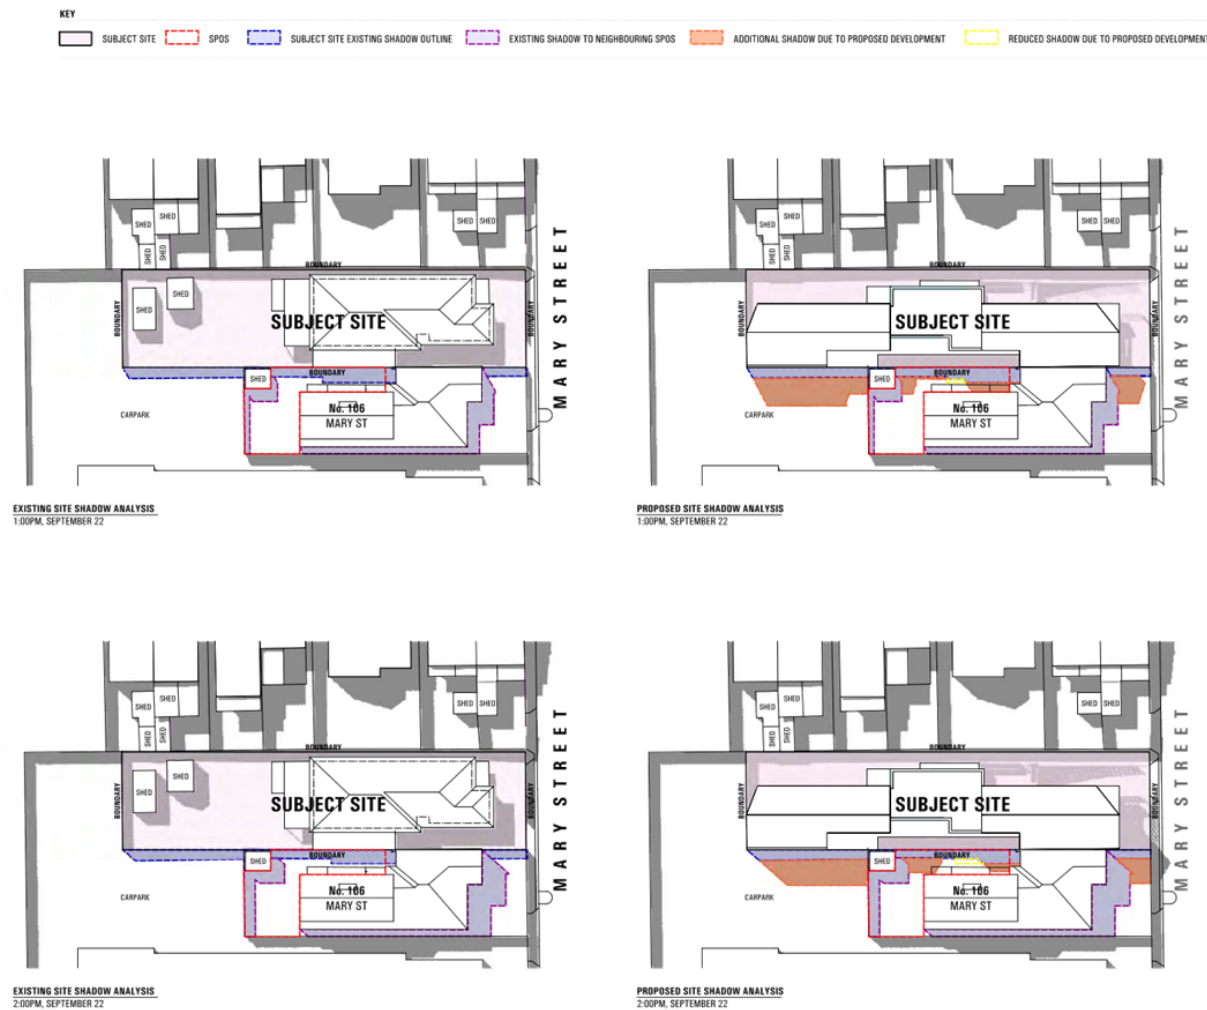 KEY
SUBJECT SITE
SPOS
SUBJECT SITE EXISTING SHADOW OUTLINE
EXISTING SHADOW TO NEIGHBOURING SPOS
ADDITIONAL SHADOW DUE TO PROPOSED DEVELOPMENT
REDUCED SHADOW DUE TO PROPOSED DEVELOPMENT
SHED
SHED
SHED
SHED
SHED
SHED
BOUNDARY
SHED
SHED
BOUNDARY
SUBJECT SITE
BOUNDARY
MARY STREET
BOUNDARY
SHED
CARPARK
No. 106
MARY ST
EXISTING SITE SHADOW ANALYSIS
1:00PM, SEPTEMBER 22
SHED
SHED
SHED
SHED
SHED
SHED
BOUNDARY
BOUNDARY
SUBJECT SITE
BOUNDARY
MARY STREET
BOUNDARY
SHED
CARPARK
No. 106
MARY ST
PROPOSED SITE SHADOW ANALYSIS
1:00PM, SEPTEMBER 22
SHED
SHED
SHED
SHED
SHED
SHED
BOUNDARY
SHED
SHED
BOUNDARY
SUBJECT SITE
BOUNDARY
MARY STREET
BOUNDARY
SHED
CARPARK
No. 106
MARY ST
EXISTING SITE SHADOW ANALYSIS
2:00PM, SEPTEMBER 22
SHED
SHED
SHED
SHED
SHED
SHED
BOUNDARY
BOUNDARY
SUBJECT SITE
BOUNDARY
MARY STREET
BOUNDARY
SHED
CARPARK
No. 106
MARY ST
PROPOSED SITE SHADOW ANALYSIS
2:00PM, SEPTEMBER 22